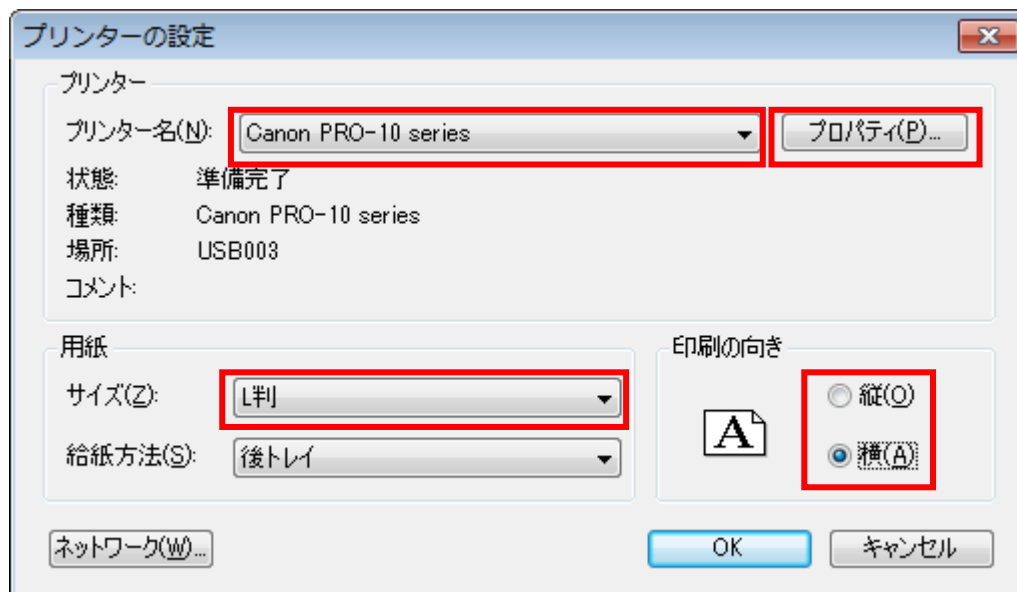 プリンターの設定
プリンター
プリンター名(N): Canon PRO-10 series プロパティ(P)...
状態: 準備完了
種類: Canon PRO-10 series
場所: USB003
コメント:
用紙 印刷の向き
サイズ(Z): L判 縦(O)
A
給紙方法(S): 後トレイ 横(A)
ネットワーク(W)... OK キャンセル